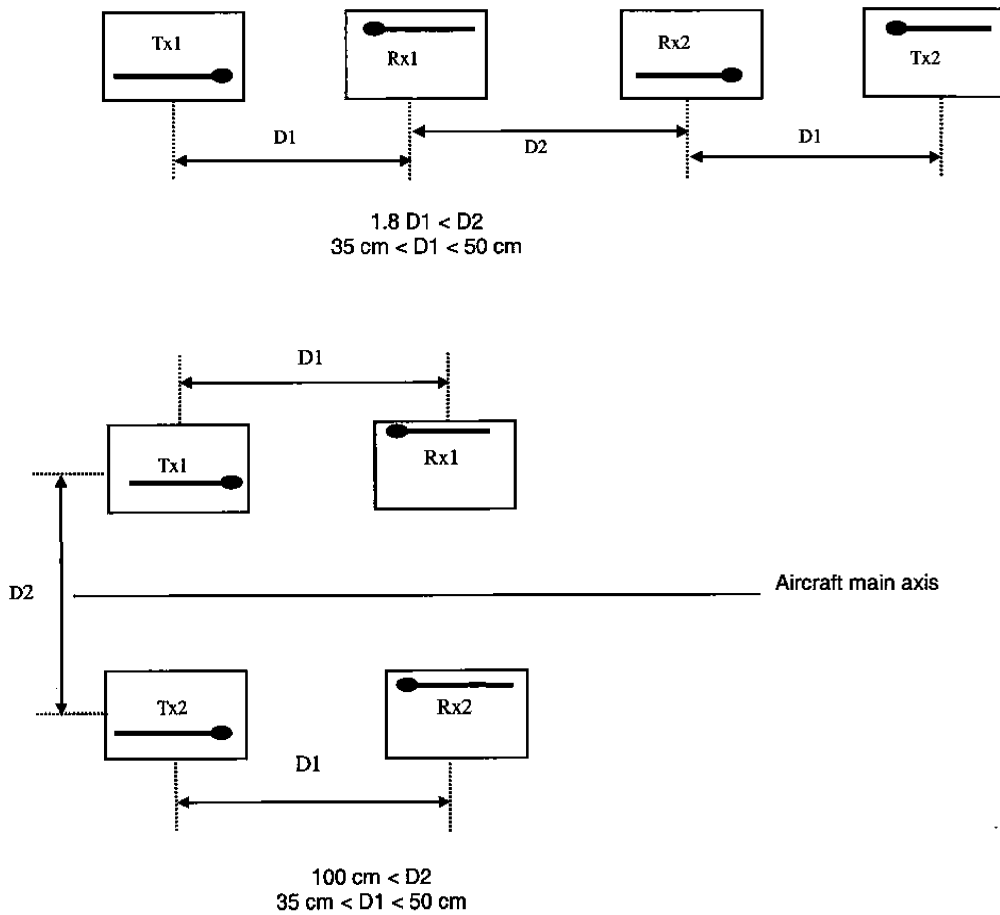 Tx1
Rx1
Rx2
Tx2
D1
D2
D1
1.8 D1 < D2
35 cm < D1 < 50 cm
D1
Tx1
Rx1
D2
Aircraft main axis
Tx2
Rx2
D1
100 cm < D2
35 cm < D1 < 50 cm